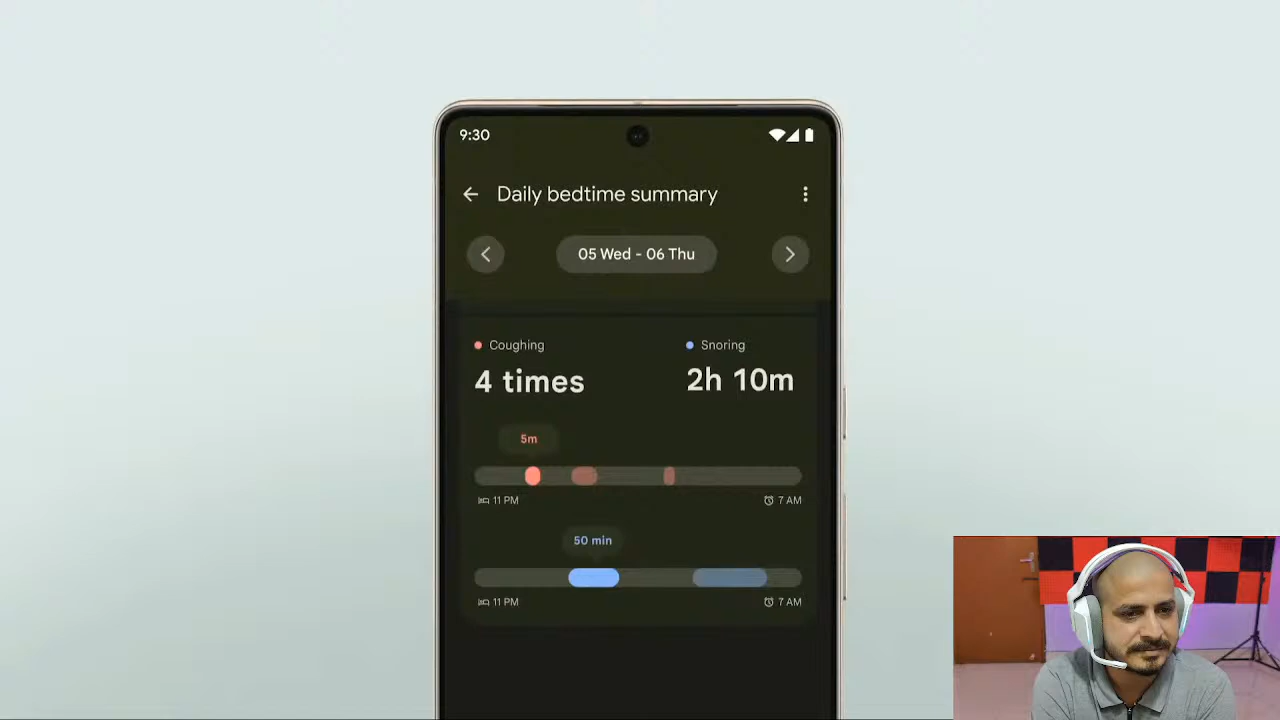 9:30
Daily bedtime summary
05 Wed - 06 Thu
Coughing Snoring
4 times 2h 10m
5m
11 PM 7 AM
50 min
11 PM 7 AM